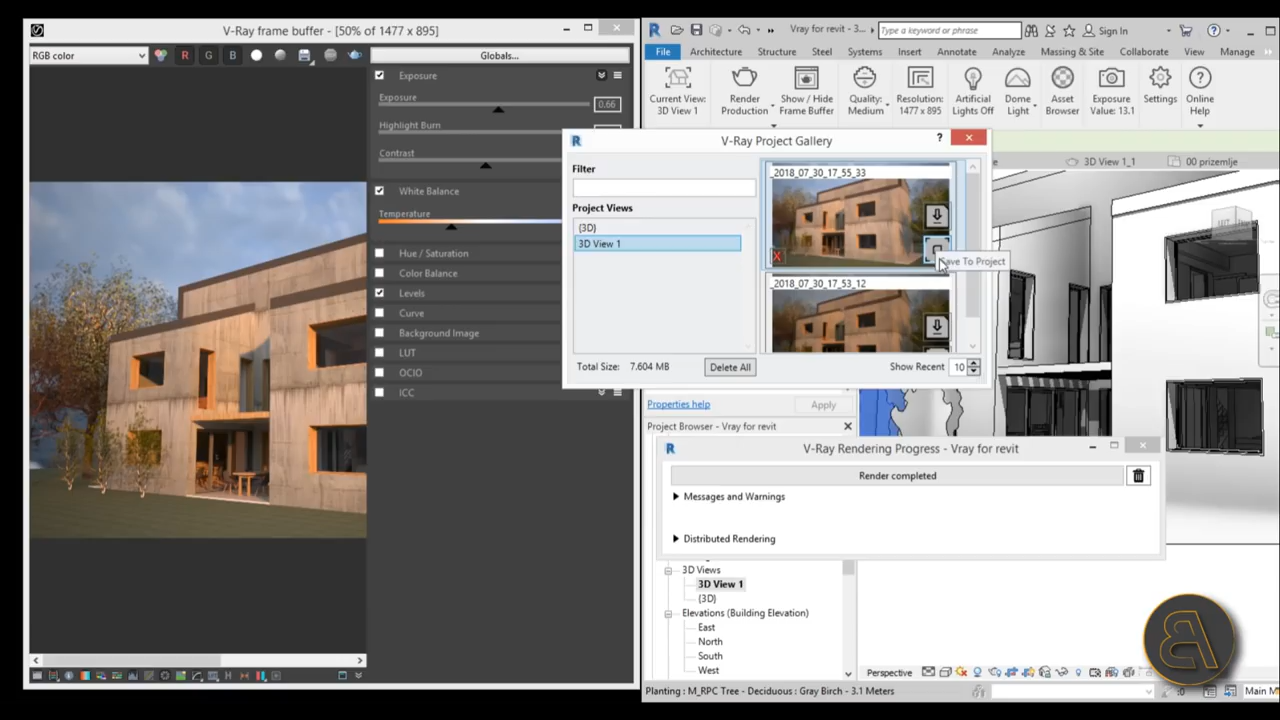 V-Ray frame buffer - [50% of 1477 x 895]
RGB color
R G B
Globals...
Exposure
Exposure
0.66
Highlight Burn
Contrast
White Balance
Temperature
Hue / Saturation
Color Balance
Levels
Curve
Background Image
LUT
OCIO
ICC
Vray for revit - 3...
Type a keyword or phrase
Sign In
File
Architecture
Structure
Steel
Systems
Insert
Annotate
Analyze
Massing & Site
Collaborate
View
Manage
Current View:
3D View 1
Render
Production
Show / Hide
Frame Buffer
Quality:
Medium
Resolution:
1477 x 895
Artificial
Lights Off
Dome
Light
Asset
Browser
Exposure
Value: 13.1
Settings
Online
Help
3D View 1_1
00 prizemlje
V-Ray Project Gallery
Filter
Project Views
{3D}
3D View 1
_2018_07_30_17_55_33
Save To Project
_2018_07_30_17_53_12
Total Size: 7.604 MB
Delete All
Show Recent
10
Properties help
Apply
Project Browser - Vray for revit
V-Ray Rendering Progress - Vray for revit
Render completed
Messages and Warnings
Distributed Rendering
3D Views
3D View 1
{3D}
Elevations (Building Elevation)
East
North
South
West
Perspective
Planting : M_RPC Tree - Deciduous : Gray Birch - 3.1 Meters
:0
Main M